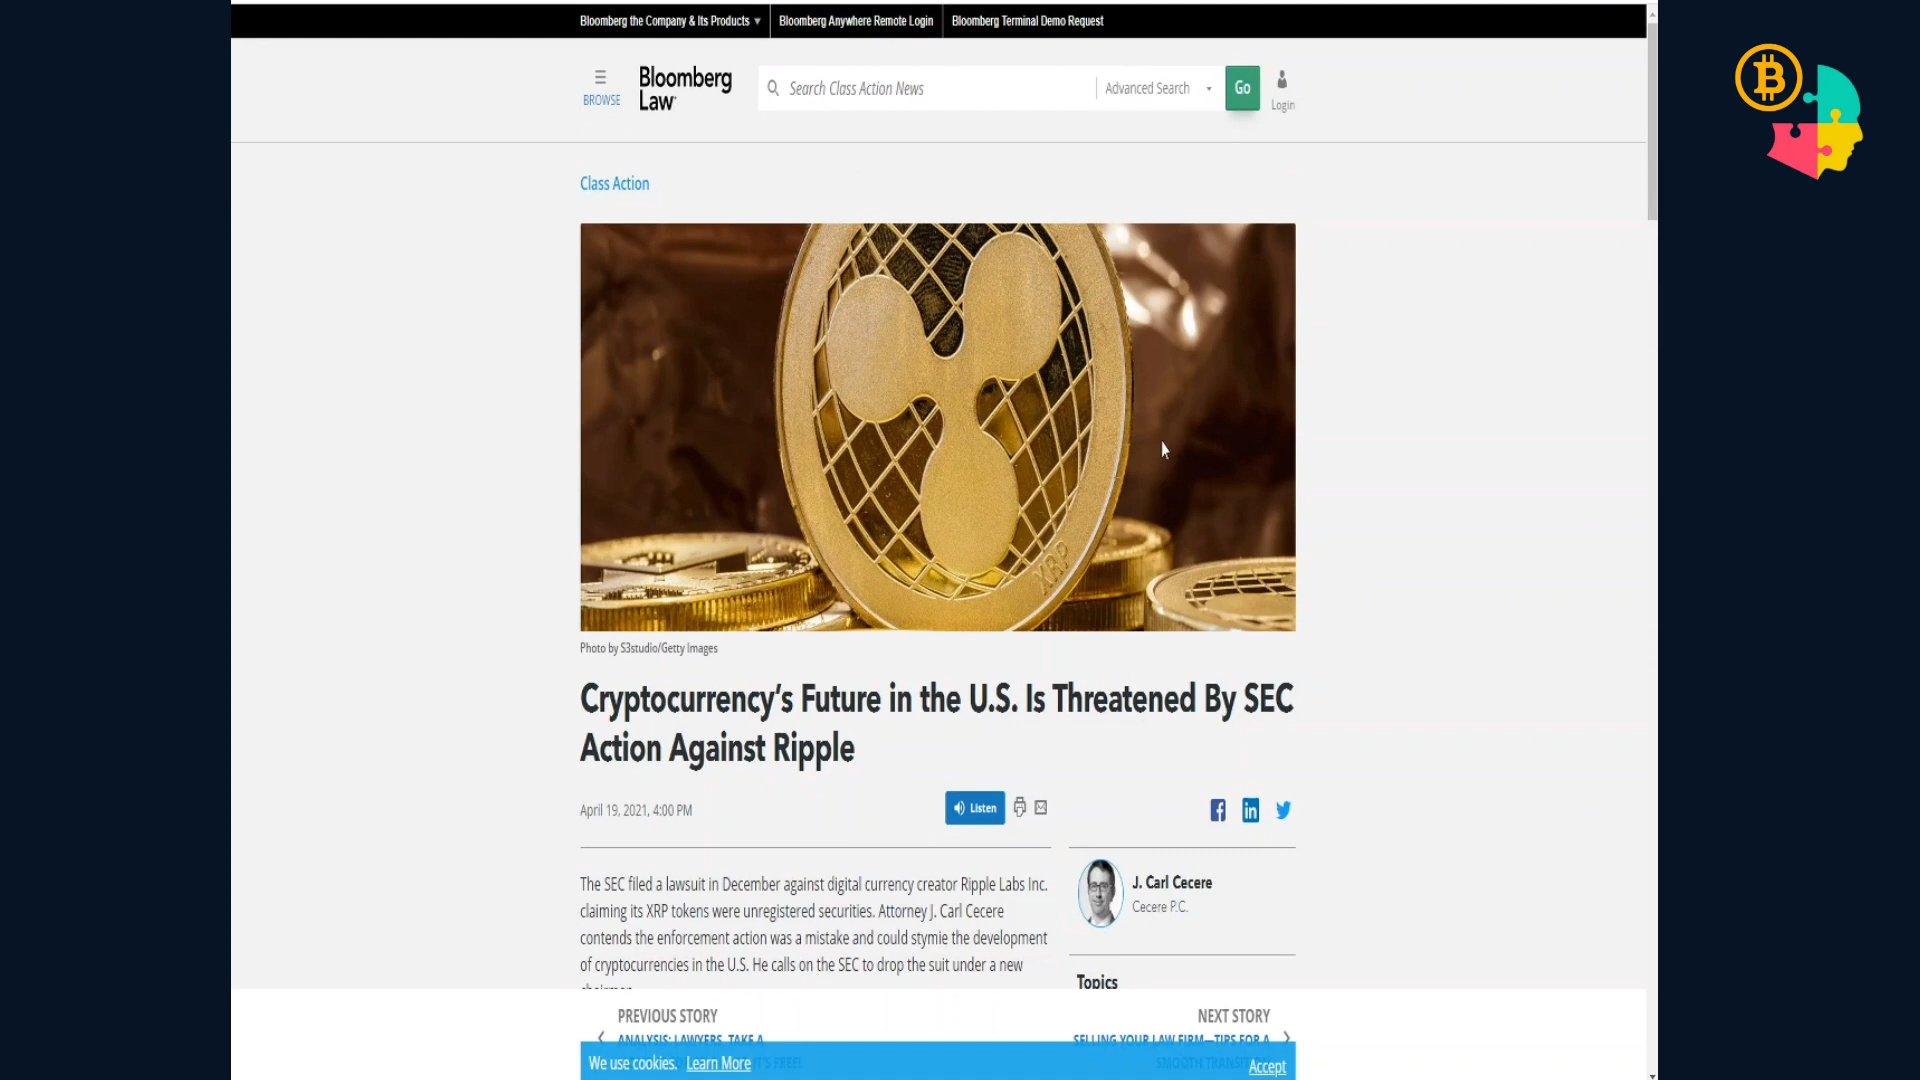 Bloomberg the Company & Its Products ▾ Bloomberg Anywhere Remote Login Bloomberg Terminal Demo Request
BROWSE
Bloomberg
Law
Search Class Action News
Advanced Search
Go
Login
Class Action
XRP
Photo by S3studio/Getty Images
Cryptocurrency's Future in the U.S. Is Threatened By SEC
Action Against Ripple
April 19, 2021, 4:00 PM
Listen
The SEC filed a lawsuit in December against digital currency creator Ripple Labs Inc.
claiming its XRP tokens were unregistered securities. Attorney J. Carl Cecere
contends the enforcement action was a mistake and could stymie the development
of cryptocurrencies in the U.S. He calls on the SEC to drop the suit under a new
J. Carl Cecere
Cecere P.C.
Topics
PREVIOUS STORY
ANALYSIS: LAWYERS, TAKE A
NEXT STORY
SELLING YOUR LAW FIRM—TIPS FOR A
We use cookies. Learn More
Accept